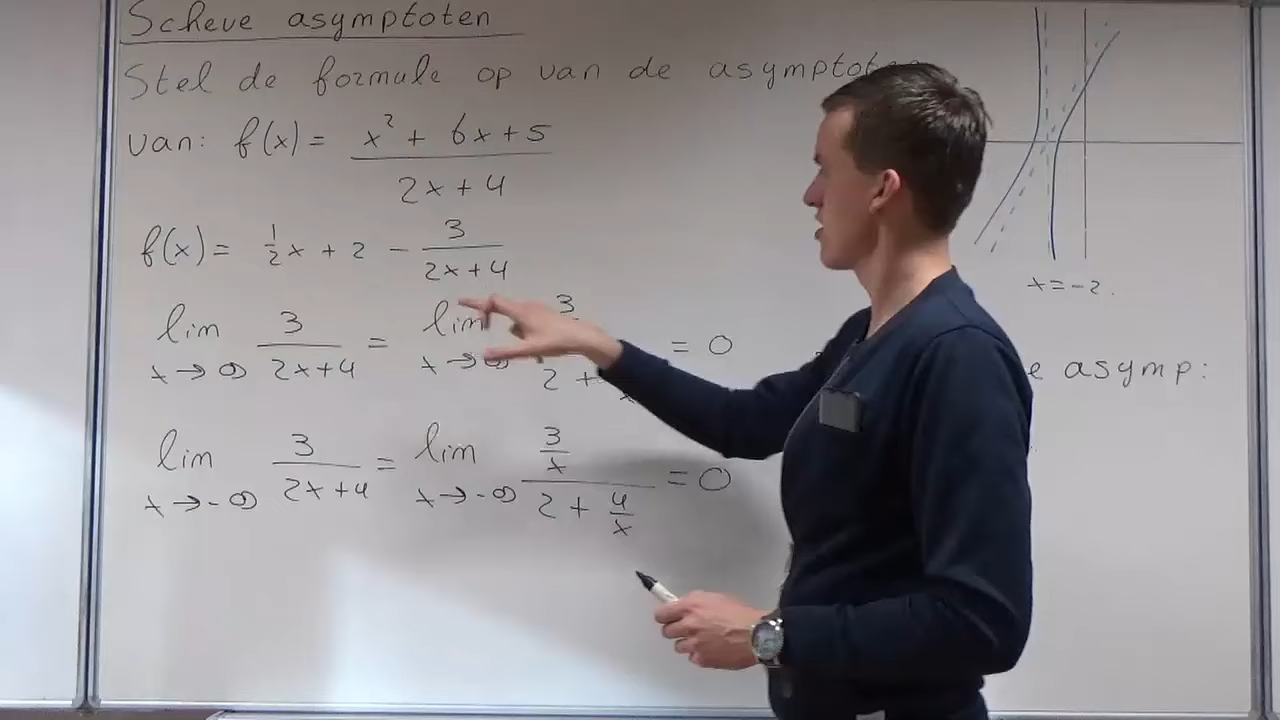 Scheve asymptoten
Stel de formule op van de asymptoten
van: f(x) = (x² + 6x + 5) / (2x + 4)
f(x) = ½x + 2 - 3 / (2x + 4)
lim x→∞ 3 / (2x + 4) = lim x→∞ 3 / (2 + x) = 0
lim x→-∞ 3 / (2x + 4) = lim x→-∞ (3/x) / (2 + 4/x) = 0
x = -2.
asymp: